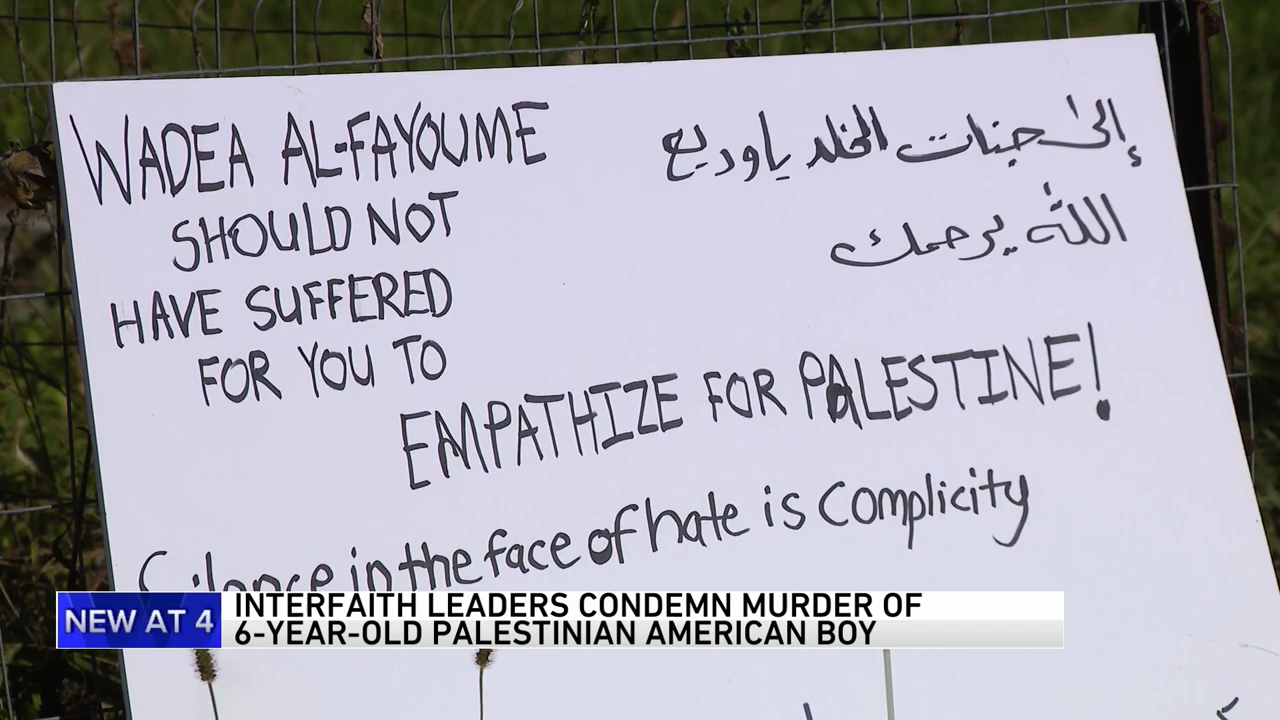 WADEA AL-FAYOUME
SHOULD NOT
HAVE SUFFERED
FOR YOU TO
EMPATHIZE FOR PALESTINE!
إلى جنات الخلد يا وديع
الله يرحمك
Silence in the face of hate is Complicity
NEW AT 4
INTERFAITH LEADERS CONDEMN MURDER OF
6-YEAR-OLD PALESTINIAN AMERICAN BOY